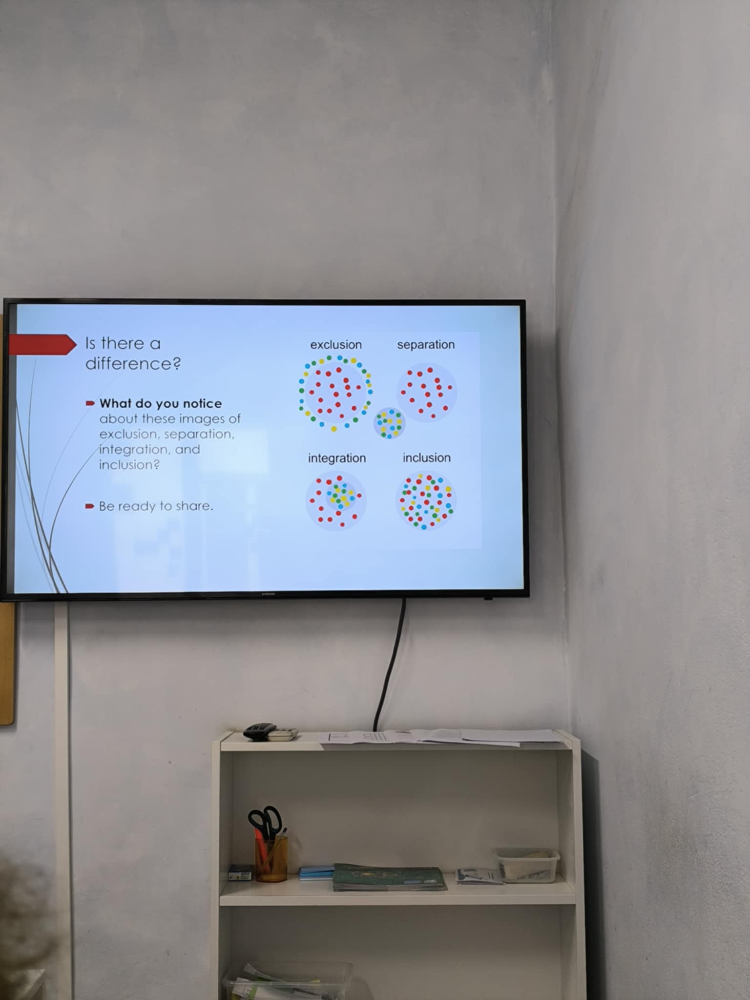 Is there a
difference?
What do you notice
about these images of
exclusion, separation,
integration, and
inclusion?
Be ready to share.
exclusion
separation
integration
inclusion
SAMSUNG